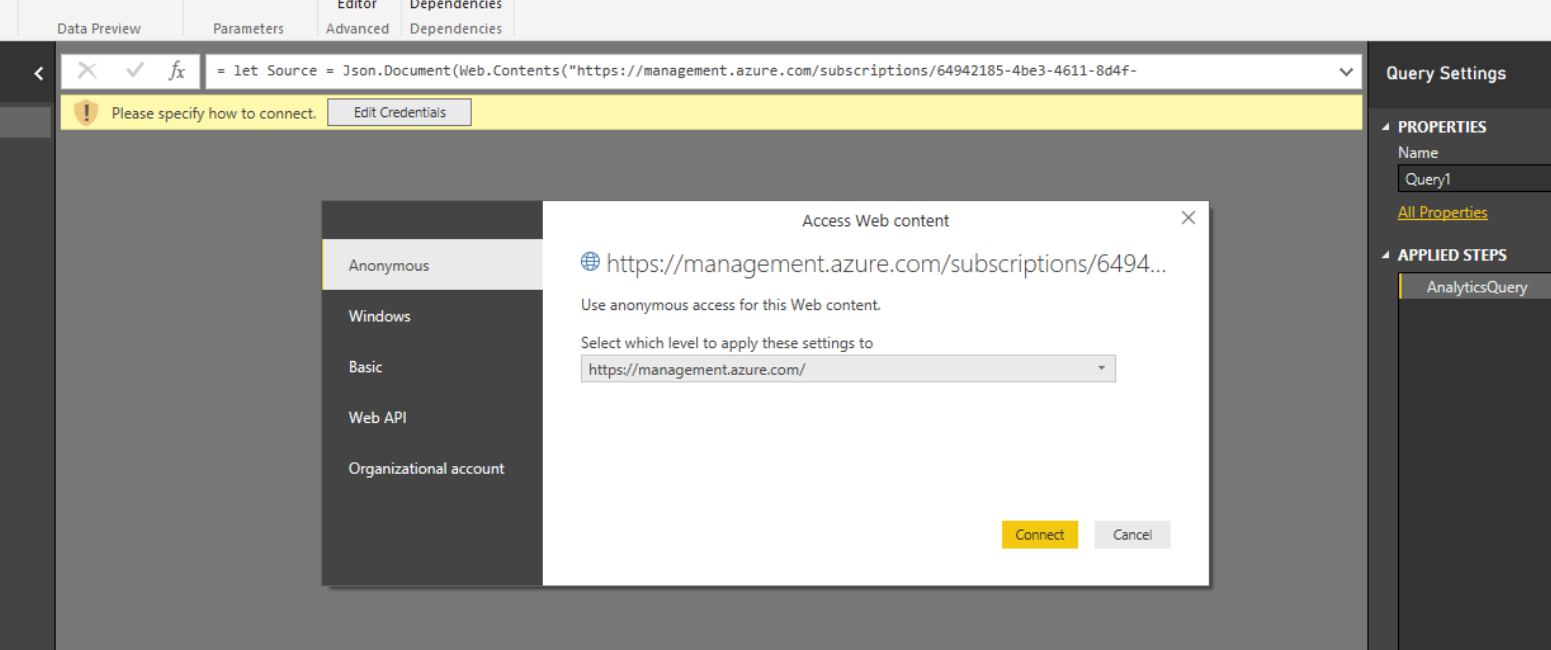 Editor
Dependencies
Data Preview
Parameters
Advanced
Dependencies
fx
= let Source = Json.Document(Web.Contents("https://management.azure.com/subscriptions/64942185-4be3-4611-8d4f-
Please specify how to connect.
Edit Credentials
Access Web content
Anonymous
Windows
Basic
Web API
Organizational account
https://management.azure.com/subscriptions/6494...
Use anonymous access for this Web content.
Select which level to apply these settings to
https://management.azure.com/
Connect
Cancel
Query Settings
PROPERTIES
Name
Query1
All Properties
APPLIED STEPS
AnalyticsQuery